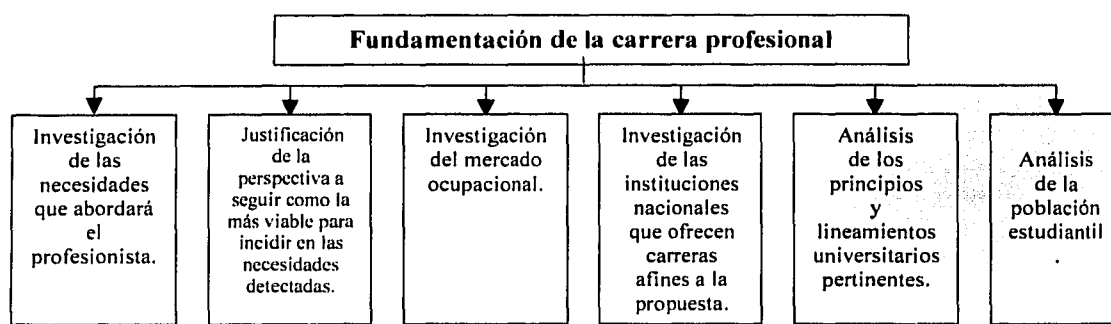 Fundamentación de la carrera profesional
Investigación
de las
necesidades
que abordará
el
profesionista.
Justificación
de la
perspectiva a
seguir como la
más viable para
incidir en las
necesidades
detectadas.
Investigación
del mercado
ocupacional.
Investigación
de las
instituciones
nacionales
que ofrecen
carreras
afines a la
propuesta.
Análisis
de los
principios
y
lineamientos
universitarios
pertinentes.
Análisis
de la
población
estudiantil
.